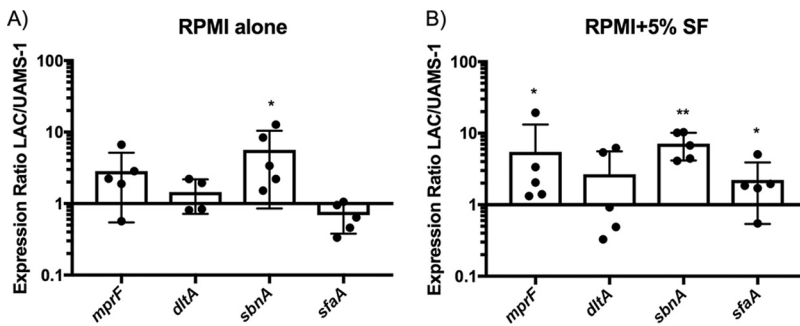 A)
RPMI alone
Expression Ratio LAC/UAMS-1
100
10
1
0.1
*
mprF
dltA
sbnA
sfaA
B)
RPMI+5% SF
Expression Ratio LAC/UAMS-1
100
10
1
0.1
*
**
*
mprF
dltA
sbnA
sfaA